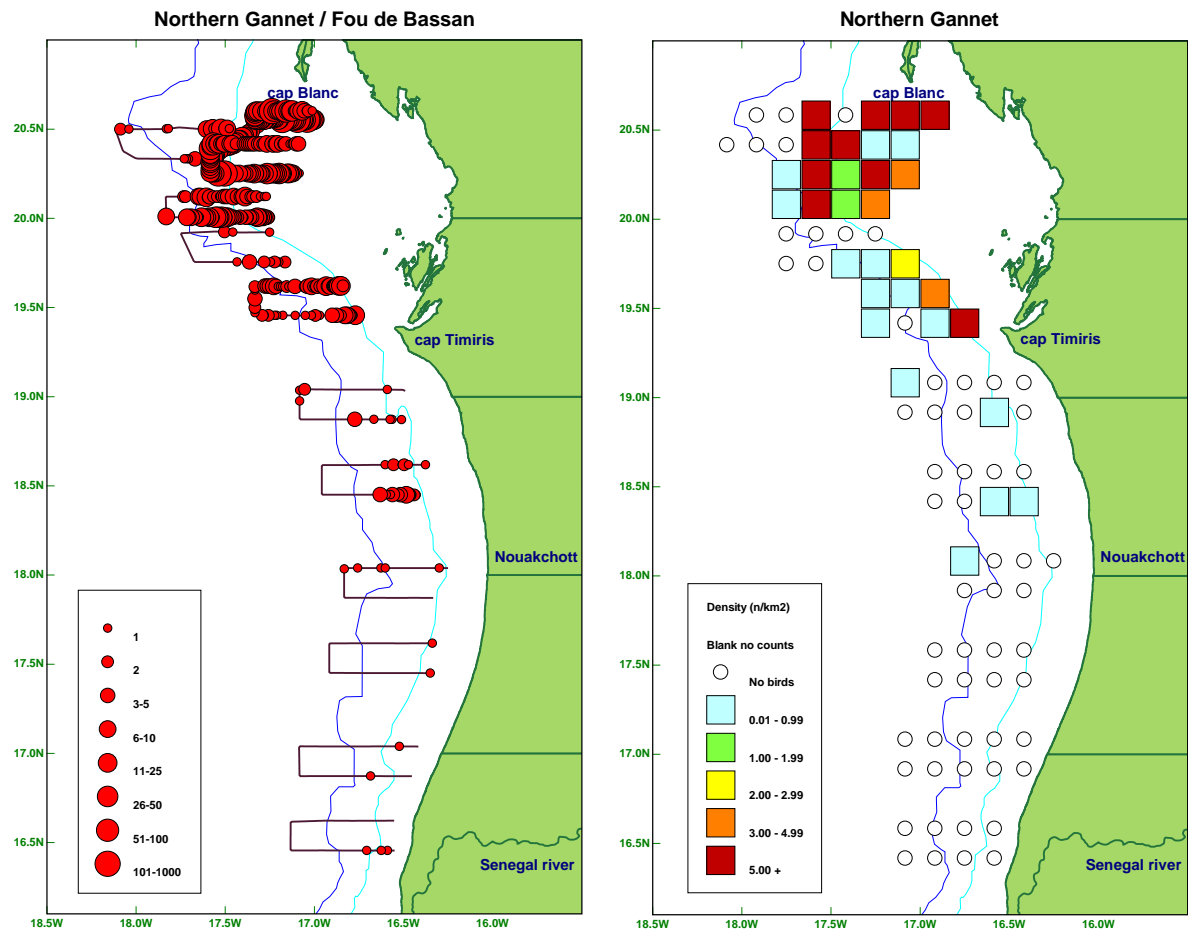 Northern Gannet / Fou de Bassan
cap Blanc
20.5N
20.0N
19.5N
cap Timiris
19.0N
18.5N
Nouakchott
18.0N
17.5N
17.0N
16.5N
Senegal river
1
2
3-5
6-10
11-25
26-50
51-100
101-1000
18.5W
18.0W
17.5W
17.0W
16.5W
16.0W
Northern Gannet
cap Blanc
20.5N
20.0N
19.5N
cap Timiris
19.0N
18.5N
Nouakchott
18.0N
17.5N
17.0N
16.5N
Senegal river
Density (n/km2)
Blank no counts
No birds
0.01 - 0.99
1.00 - 1.99
2.00 - 2.99
3.00 - 4.99
5.00 +
18.5W
18.0W
17.5W
17.0W
16.5W
16.0W